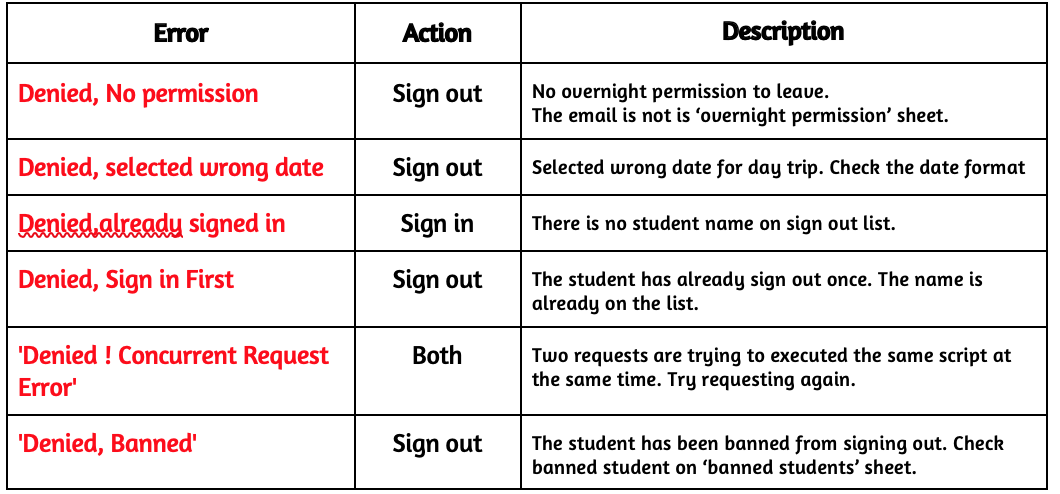 Error Action Description
Denied, No permission Sign out No overnight permission to leave.
The email is not is ‘overnight permission’ sheet.
Denied, selected wrong date Sign out Selected wrong date for day trip. Check the date format
Denied,already signed in Sign in There is no student name on sign out list.
Denied, Sign in First Sign out The student has already sign out once. The name is
already on the list.
'Denied ! Concurrent Request Both Two requests are trying to executed the same script at
Error' the same time. Try requesting again.
'Denied, Banned' Sign out The student has been banned from signing out. Check
banned student on ‘banned students’ sheet.